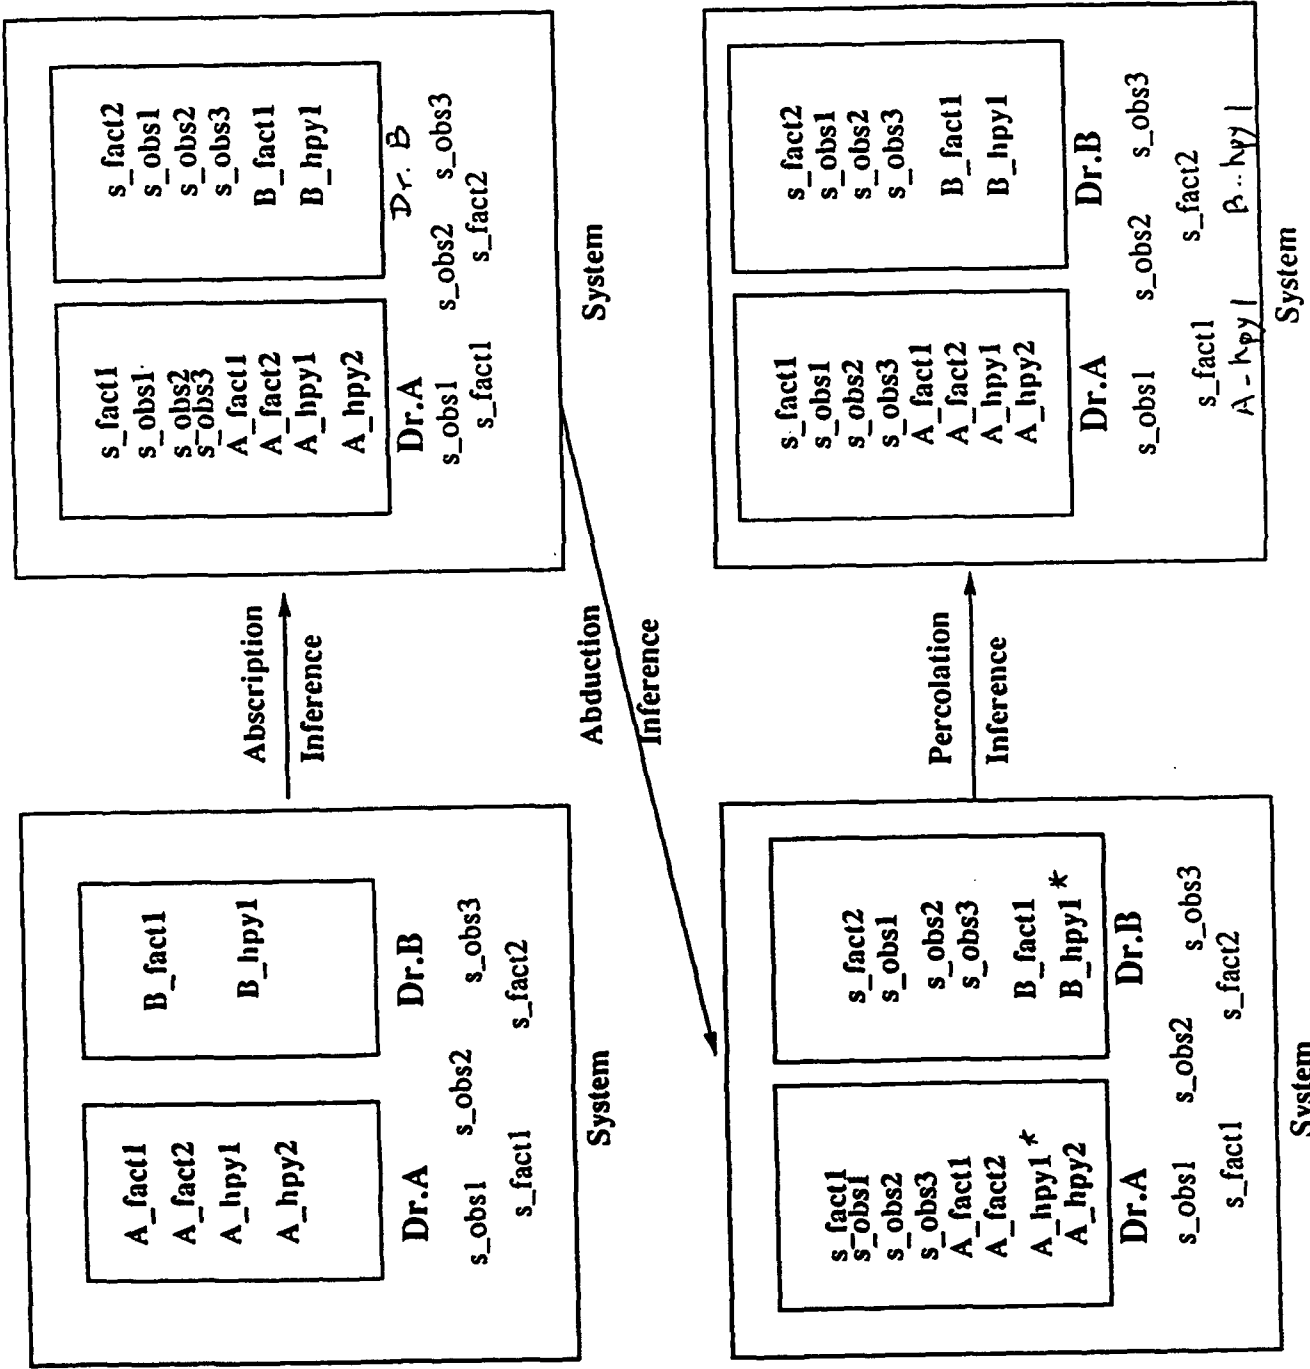 A_fact1
A_fact2
A_hpy1
A_hpy2
Dr.A
B_fact1
B_hpy1
Dr.B
s_obs1
s_obs2
s_obs3
s_fact1
s_fact2
System
Abscription
Inference
s_fact1
s_obs1
s_obs2
s_obs3
A_fact1
A_fact2
A_hpy1
A_hpy2
Dr.A
s_fact2
s_obs1
s_obs2
s_obs3
B_fact1
B_hpy1
Dr. B
s_obs1
s_obs2
s_obs3
s_fact1
s_fact2
System
Abduction
Inference
s_fact1
s_obs1
s_obs2
s_obs3
A_fact1
A_fact2
A_hpy1*
A_hpy2
Dr.A
s_fact2
s_obs1
s_obs2
s_obs3
B_fact1
B_hpy1*
Dr.B
s_obs1
s_obs2
s_obs3
s_fact1
s_fact2
System
Percolation
Inference
s_fact1
s_obs1
s_obs2
s_obs3
A_fact1
A_fact2
A_hpy1
A_hpy2
Dr.A
s_fact2
s_obs1
s_obs2
s_obs3
B_fact1
B_hpy1
Dr.B
s_obs1
s_obs2
s_obs3
s_fact1
s_fact2
A-hpy1
B--hpy1
System